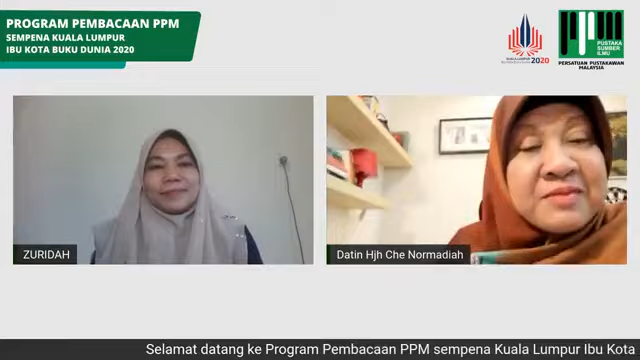 PROGRAM PEMBACAAN PPM
SEMPENA KUALA LUMPUR
IBU KOTA BUKU DUNIA 2020
KUALA LUMPUR
2020
PUSTAKA
SUMBER
ILMU
PERSATUAN PUSTAKAWAN
MALAYSIA
ZURIDAH
Datin Hjh Che Normadiah
Selamat datang ke Program Pembacaan PPM sempena Kuala Lumpur Ibu Kota